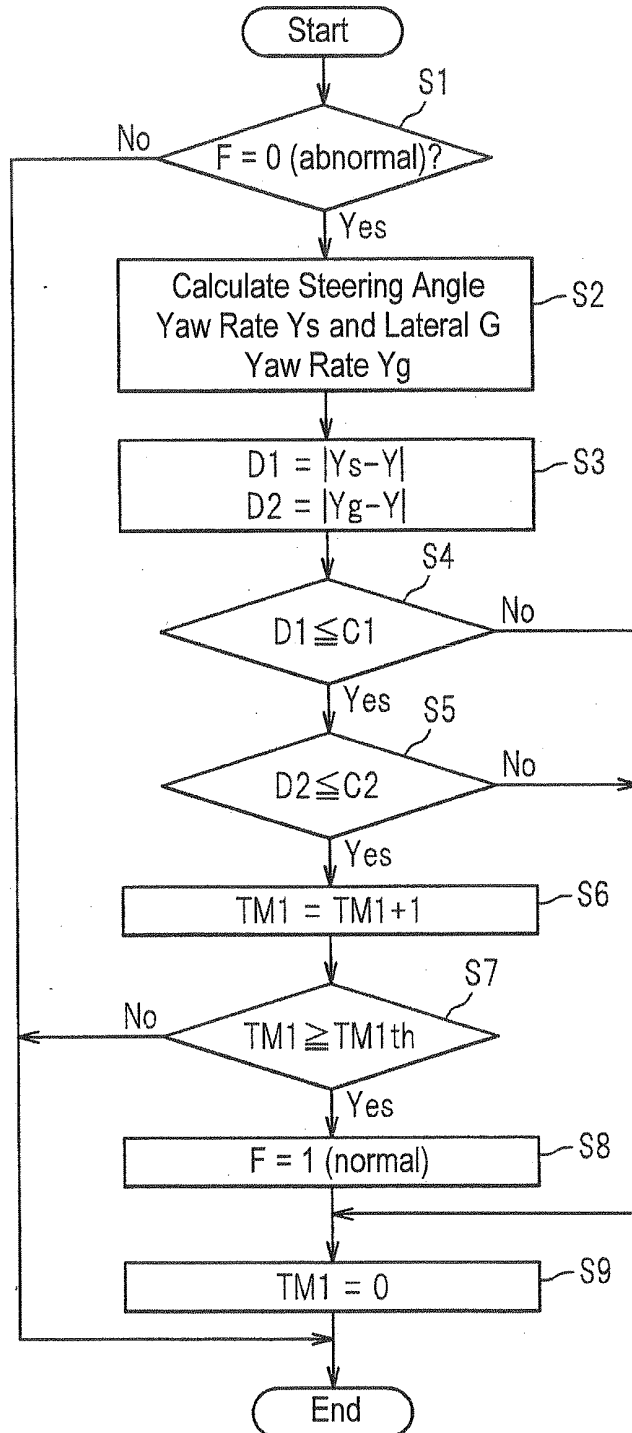 Start
S1
No
F = 0 (abnormal)?
Yes
Calculate Steering Angle
Yaw Rate Ys and Lateral G
Yaw Rate Yg
S2
D1 = |Ys-Y|
D2 = |Yg-Y|
S3
S4
No
D1≦C1
Yes
S5
No
D2≦C2
Yes
TM1 = TM1+1
S6
S7
No
TM1≧TM1th
Yes
F = 1 (normal)
S8
TM1 = 0
S9
End